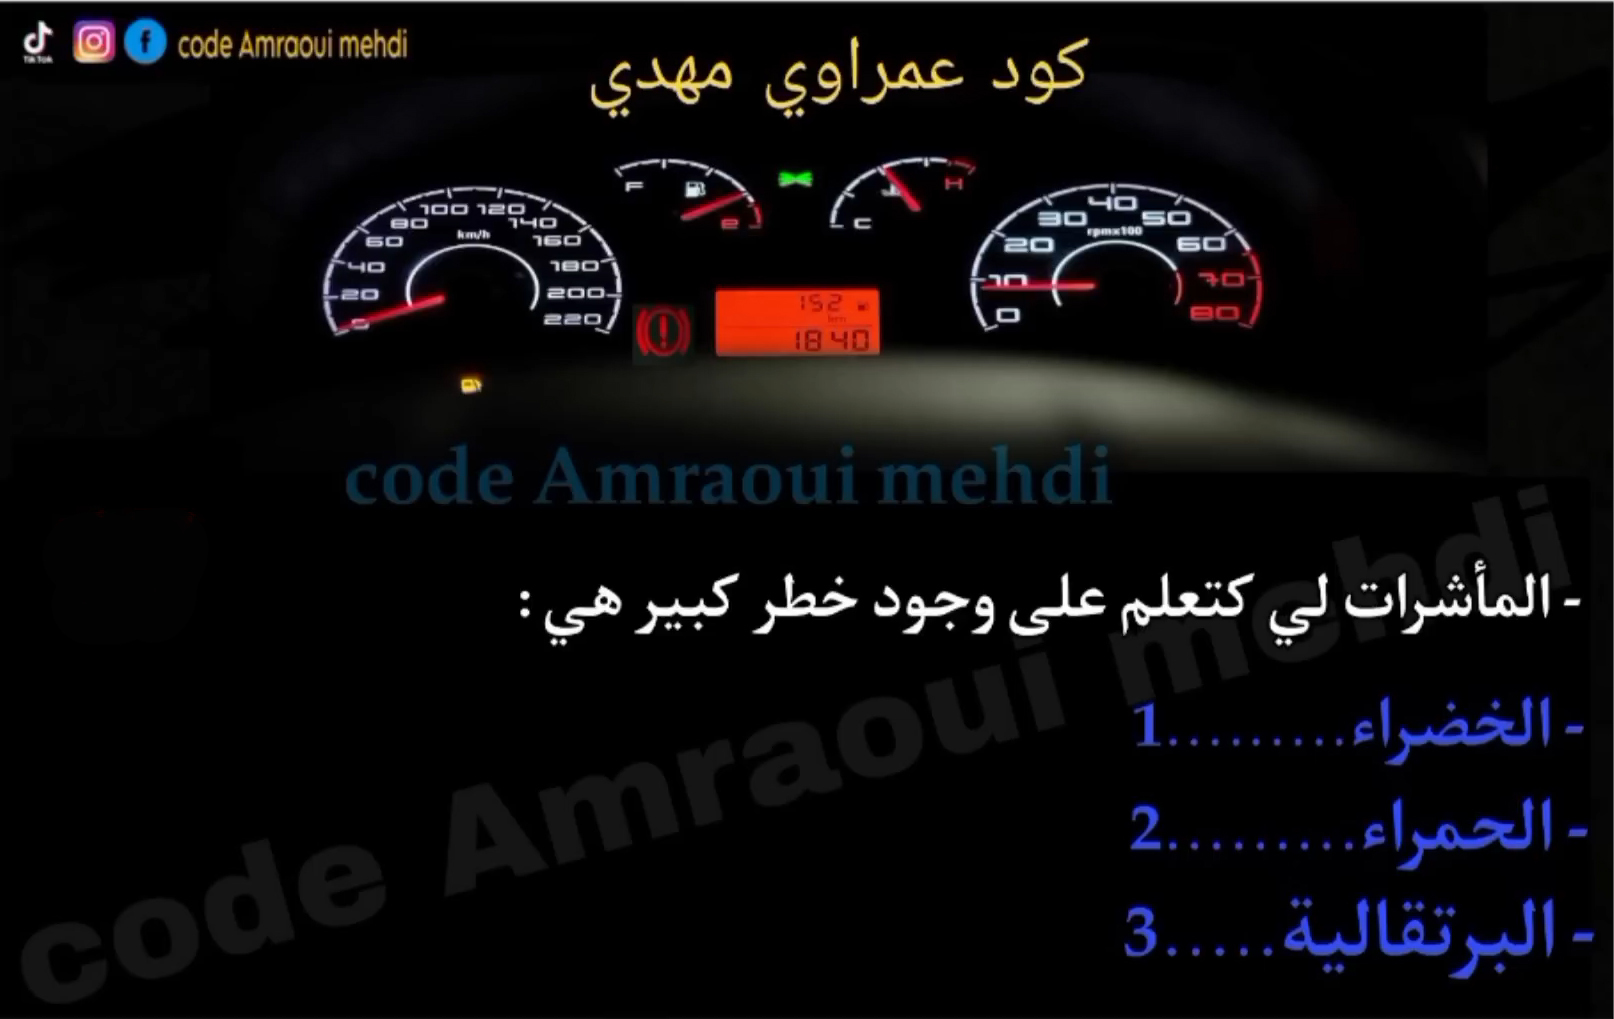 TikTok
code Amraoui mehdi
كود عمراوي مهدي
0 20 40 60 80 100 120 140 160 180 200 220
km/h
F e
C H
0 10 20 30 40 50 60 70 80
rpmx100
152
km
1840
code Amraoui mehdi
- المأشرات لي كتعلم على وجود خطر كبير هي :
- الخضراء.........1
- الحمراء.........2
- البرتقالية.....3
code Amraoui mehdi